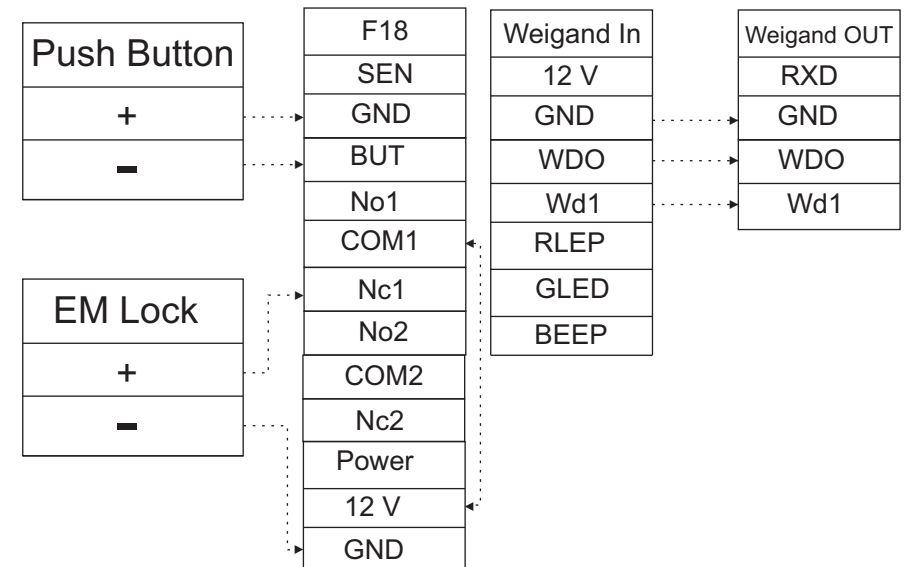 Push Button
+
-
EM Lock
+
-
F18
SEN
GND
BUT
No1
COM1
Nc1
No2
COM2
Nc2
Power
12 V
GND
Weigand In
12 V
GND
WDO
Wd1
RLEP
GLED
BEEP
Weigand OUT
RXD
GND
WDO
Wd1